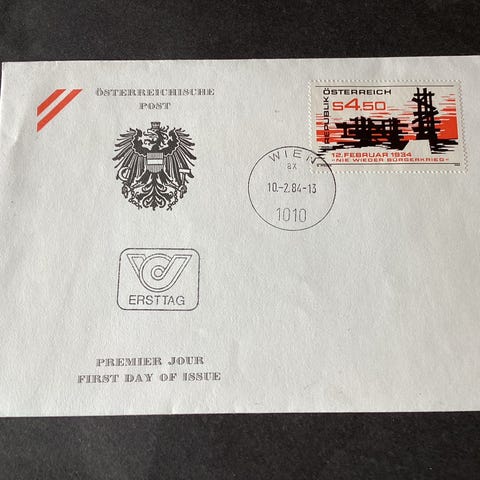 ÖSTERREICHISCHE
POST
REPUBLIK ÖSTERREICH
S4.50
12.FEBRUAR 1934
-NIE WIEDER BÜRGERKRIEG-
WIEN 1
10.-2.84-13
1010
ERSTTAG
PREMIER JOUR
FIRST DAY OF ISSUE